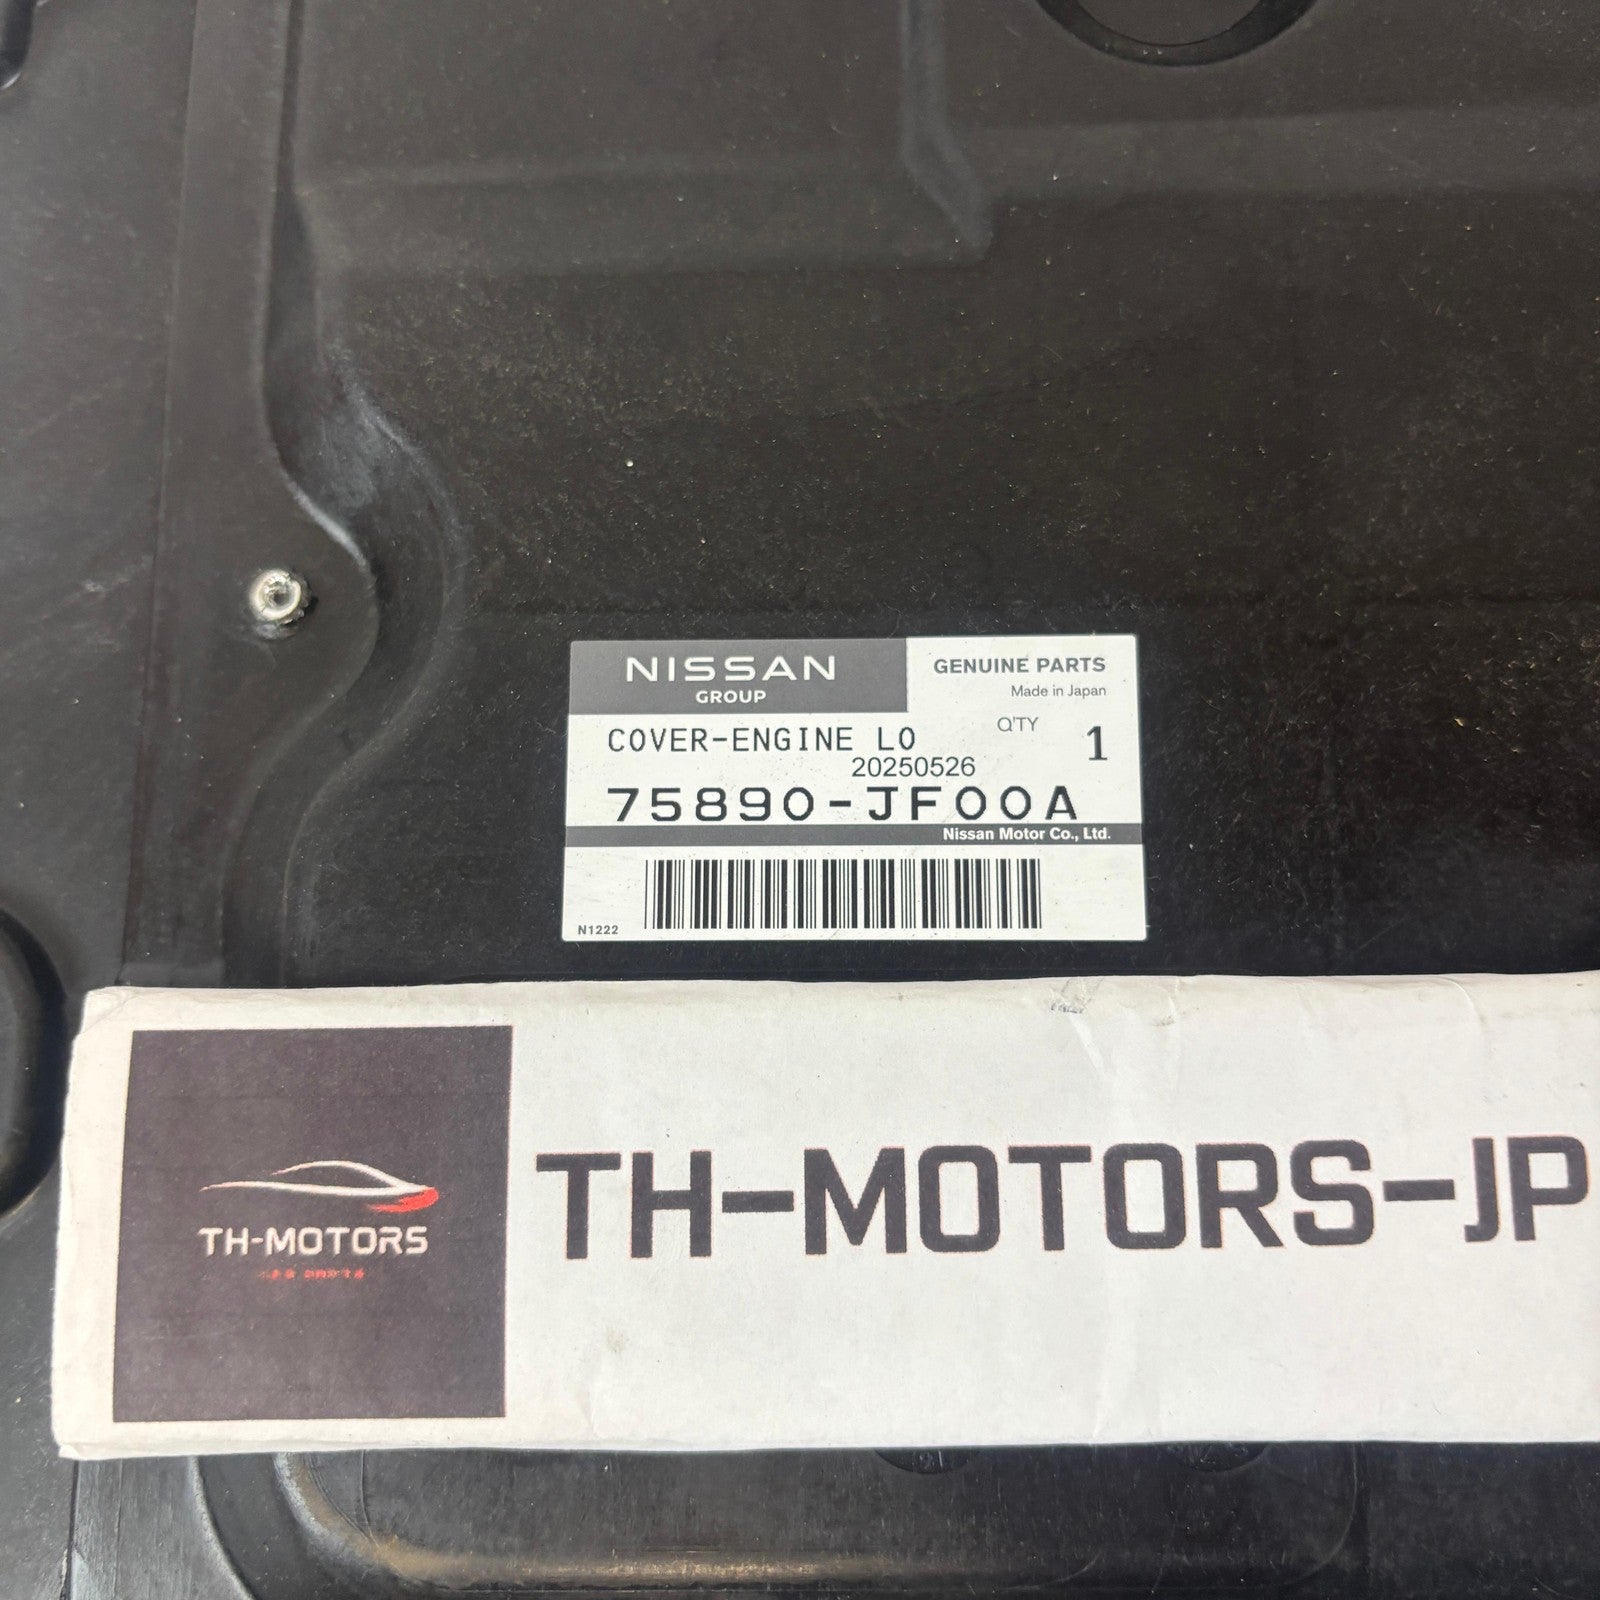 NISSAN
GROUP
GENUINE PARTS
Made in Japan
Q'TY
1
COVER-ENGINE LO
20250526
75890-JF00A
Nissan Motor Co., Ltd.
N1222
TH-MOTORS
TH-MOTORS-JP